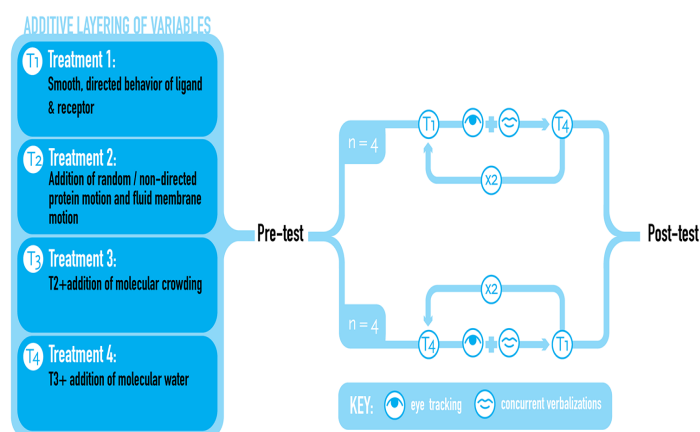 ADDITIVE LAYERING OF VARIABLES
T1 Treatment 1:
Smooth, directed behavior of ligand
& receptor
T2 Treatment 2:
Addition of random / non-directed
protein motion and fluid membrane
motion
T3 Treatment 3:
T2+addition of molecular crowding
T4 Treatment 4:
T3+ addition of molecular water
Pre-test
n = 4
T1
T4
X2
X2
n = 4
T4
T1
Post-test
KEY: eye tracking concurrent verbalizations